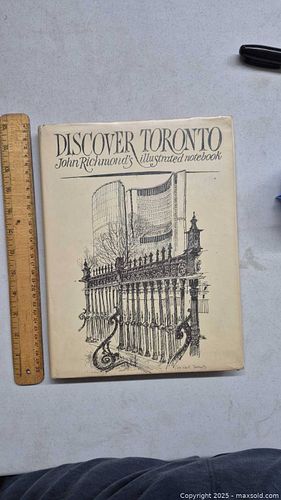 DISCOVER TORONTO
John Richmond's illustrated notebook
Copyright 2025 - maxsold.com